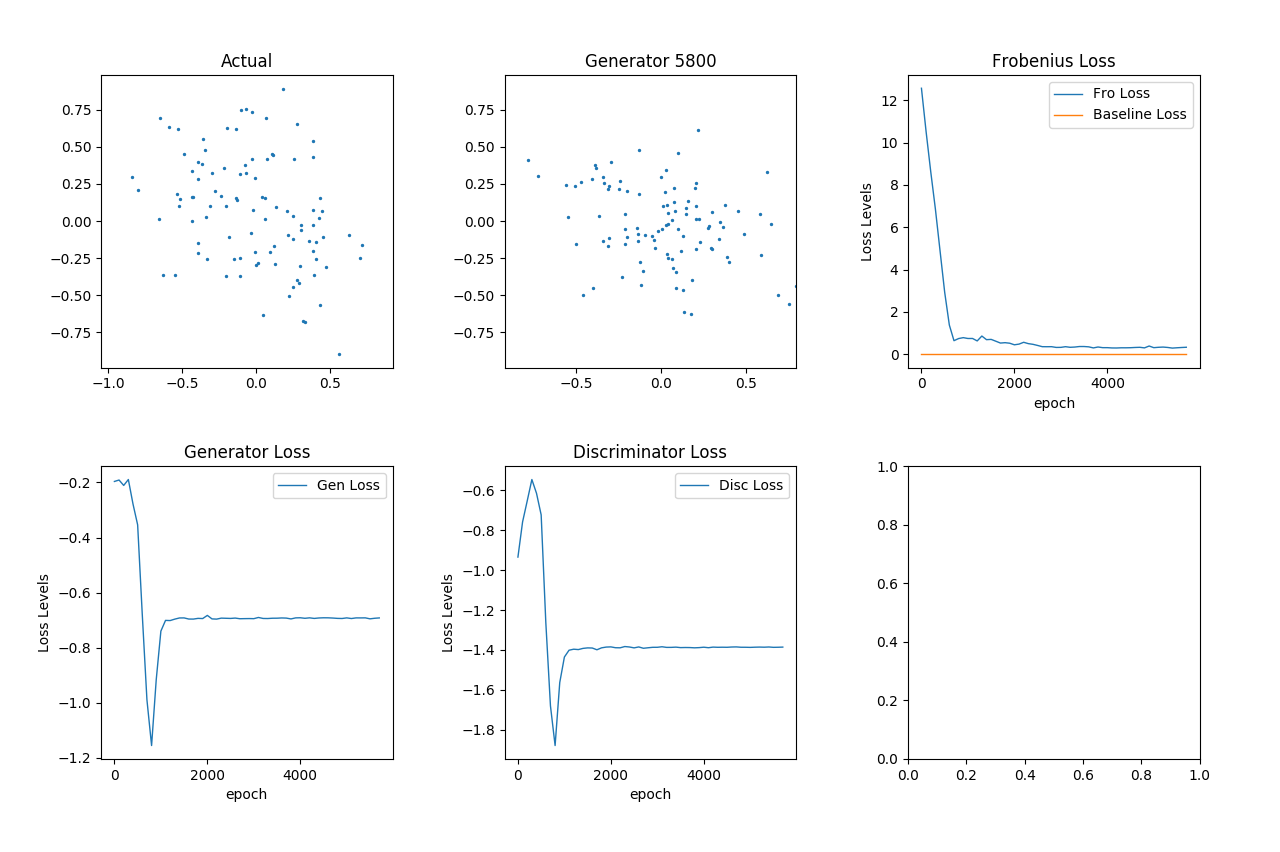 Actual
0.75
0.50
0.25
0.00
−0.25
−0.50
−0.75
−1.0 −0.5 0.0 0.5
Generator 5800
0.75
0.50
0.25
0.00
−0.25
−0.50
−0.75
−0.5 0.0 0.5
Frobenius Loss
Fro Loss
Baseline Loss
Loss Levels
12
10
8
6
4
2
0
0 2000 4000
epoch
Generator Loss
Gen Loss
Loss Levels
−0.2
−0.4
−0.6
−0.8
−1.0
−1.2
0 2000 4000
epoch
Discriminator Loss
Disc Loss
Loss Levels
−0.6
−0.8
−1.0
−1.2
−1.4
−1.6
−1.8
0 2000 4000
epoch
1.0
0.8
0.6
0.4
0.2
0.0
0.0 0.2 0.4 0.6 0.8 1.0